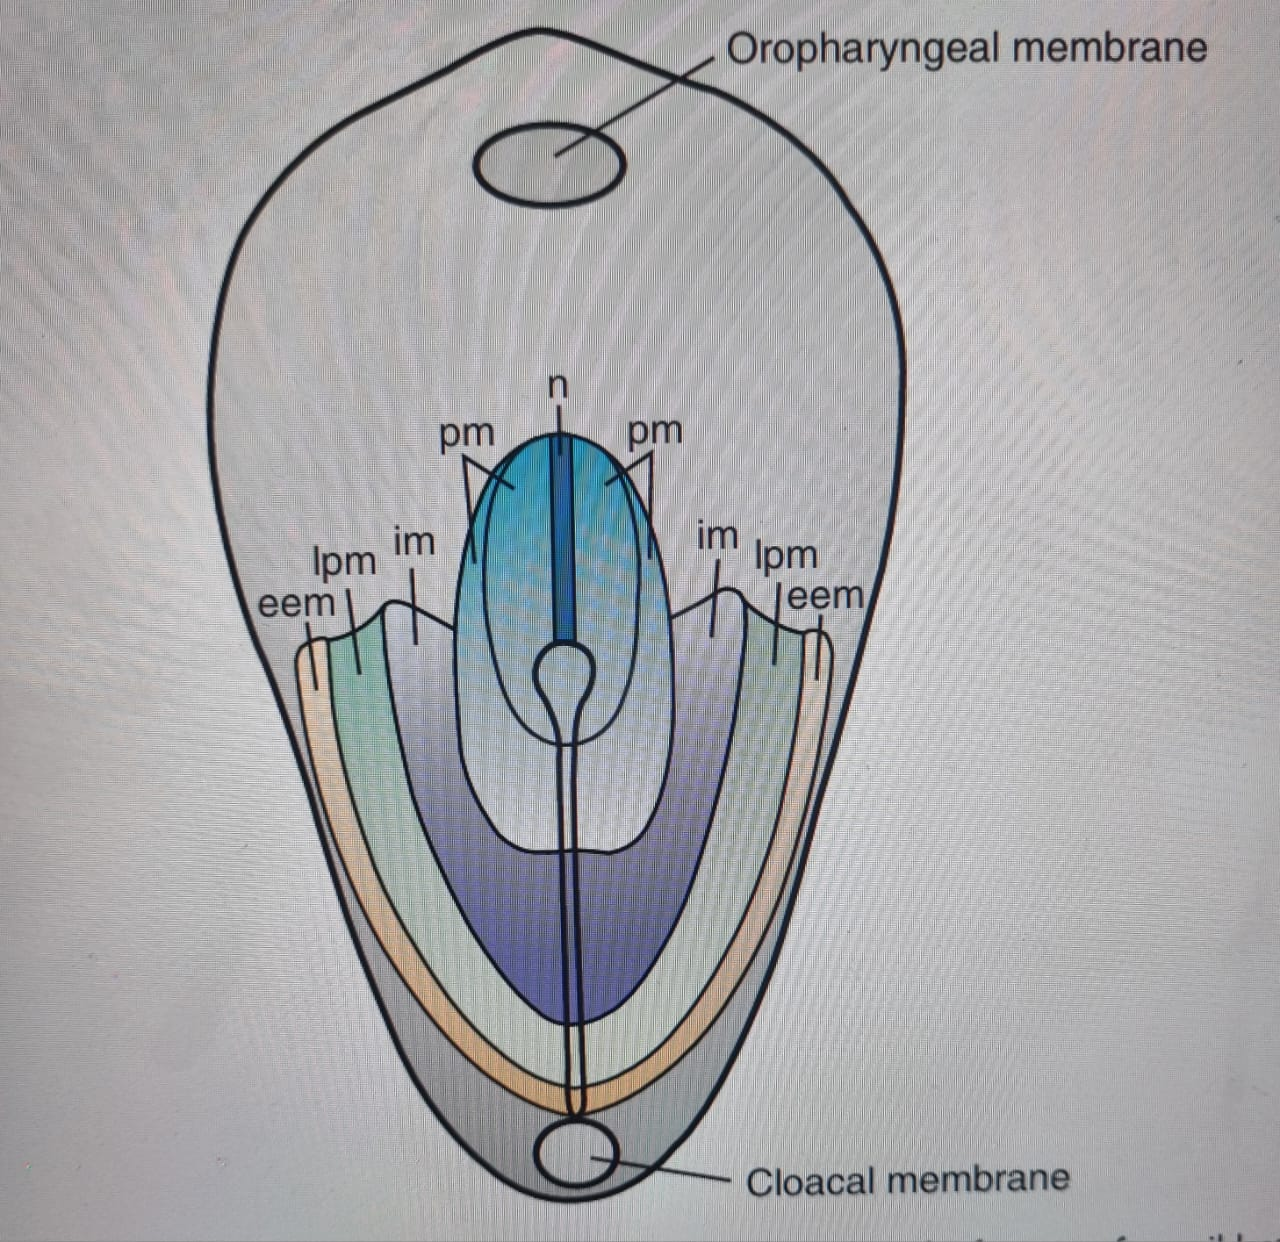 Oropharyngeal membrane
n
pm
pm
im
im
lpm
lpm
eem
eem
Cloacal membrane